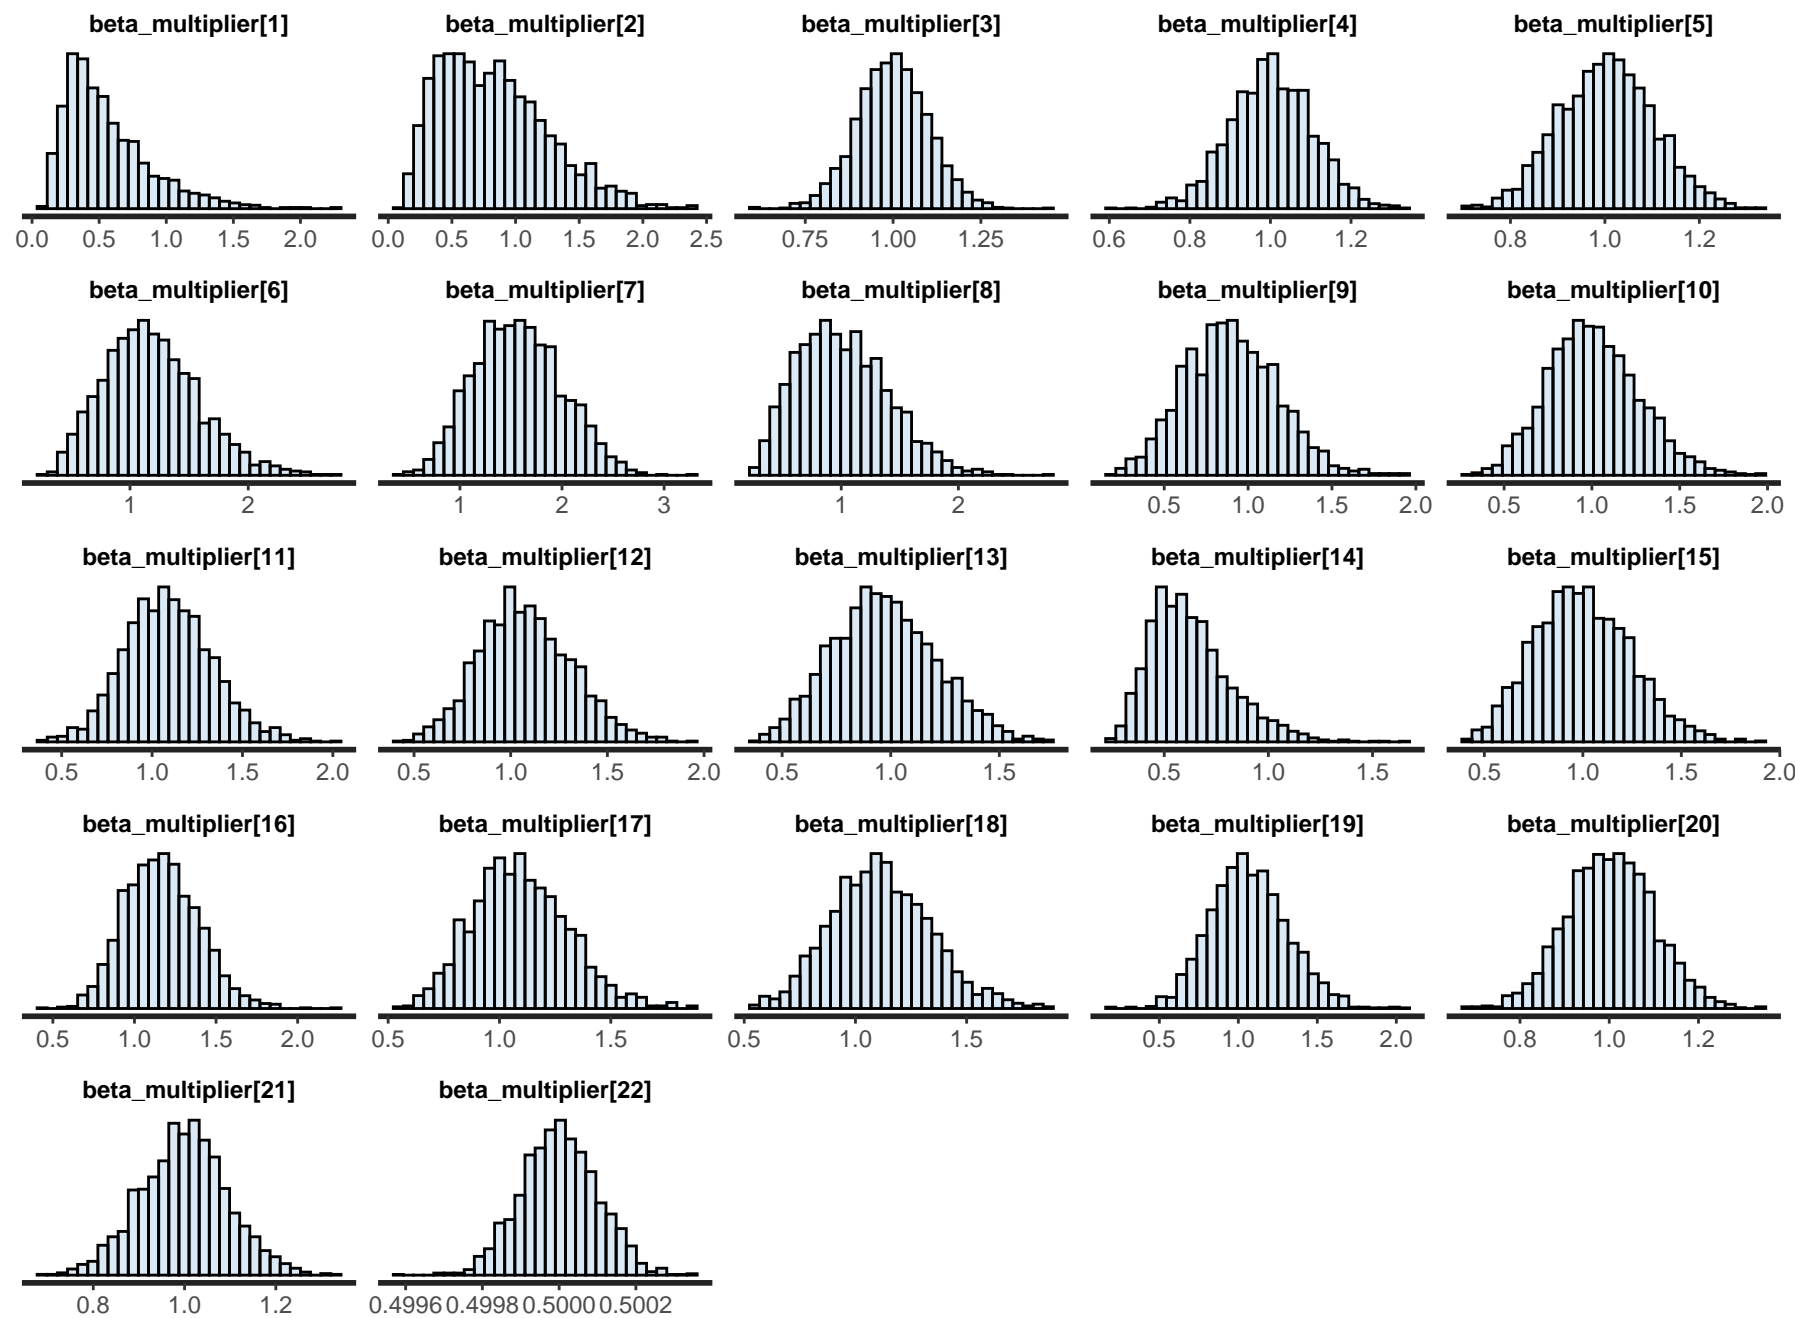 beta_multiplier[1] beta_multiplier[2] beta_multiplier[3] beta_multiplier[4] beta_multiplier[5]
0.0 0.5 1.0 1.5 2.0 0.0 0.5 1.0 1.5 2.0 2.5 0.75 1.00 1.25 0.6 0.8 1.0 1.2 0.8 1.0 1.2
beta_multiplier[6] beta_multiplier[7] beta_multiplier[8] beta_multiplier[9] beta_multiplier[10]
1 2 1 2 3 1 2 0.5 1.0 1.5 2.0 0.5 1.0 1.5 2.0
beta_multiplier[11] beta_multiplier[12] beta_multiplier[13] beta_multiplier[14] beta_multiplier[15]
0.5 1.0 1.5 2.0 0.5 1.0 1.5 2.0 0.5 1.0 1.5 0.5 1.0 1.5 0.5 1.0 1.5 2.0
beta_multiplier[16] beta_multiplier[17] beta_multiplier[18] beta_multiplier[19] beta_multiplier[20]
0.5 1.0 1.5 2.0 0.5 1.0 1.5 0.5 1.0 1.5 0.5 1.0 1.5 2.0 0.8 1.0 1.2
beta_multiplier[21] beta_multiplier[22]
0.8 1.0 1.2 0.4996 0.4998 0.5000 0.5002